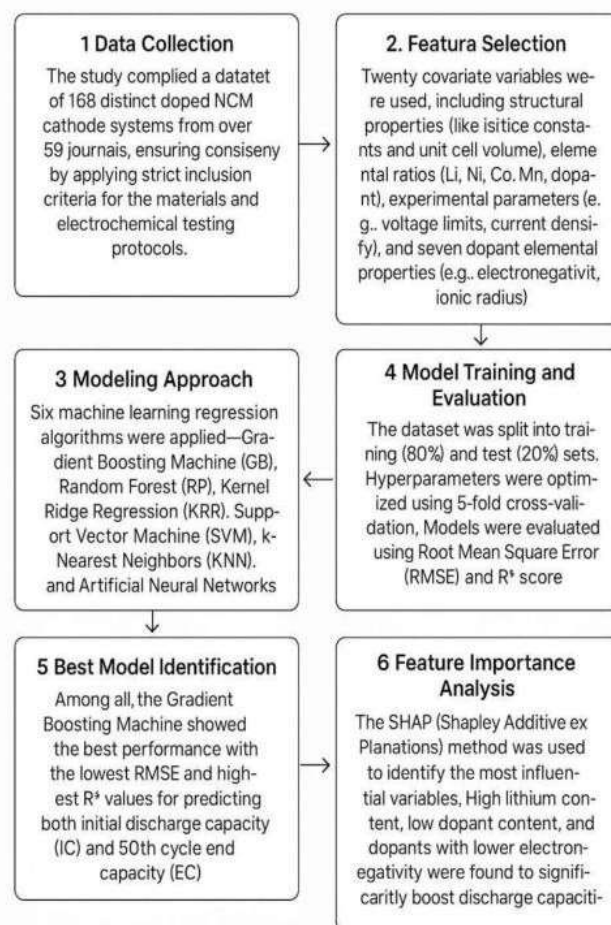 1 Data Collection
The study complied a datatet
of 168 distinct doped NCM
cathode systems from over
59 journais, ensuring consiseny
by applying strict inclusion
criteria for the materials and
electrochemical testing
protocols.
2. Featura Selection
Twenty covariate variables we-
re used, including structural
properties (like isitice consta-
nts and unit cell volume), eleme
mental ratios (Li, Ni, Co. Mn, dopa-
nt), experimental parameters (e.
g.. voltage limits, current densi-
fy), and seven dopant elemental
properties (e.g.. electronegativit,
ionic radius)
3 Modeling Approach
Six machine learning regression
algorithms were applied—Gra-
dient Boosting Machine (GB),
Random Forest (RP), Kernel
Ridge Regression (KRR). Supp-
ort Vector Machine (SVM), k-
Nearest Neighbors (KNN).
and Artificial Neural Networks
4 Model Training and
Evaluation
The dataset was split into trai-
ning (80%) and test (20%) sets.
Hyperparameters were optim-
ized using 5-fold cross-vali-
dation, Models were evaluated
using Root Mean Square Error
(RMSE) and R⁸ score
5 Best Model Identification
Among all, the Gradient
Boosting Machine showed
the best performance with
the lowest RMSE and high-
est R⁸ values for predicting
both initial discharge capacity
(IC) and 50th cycle end
capacity (EC)
6 Feature Importance
Analysis
The SHAP (Shapley Additive ex
Planations) method was used
to identify the most influen-
tial variables, High lithium con-
tent, low dopant content, and
dopants with lower electron-
egativity were found to signifi-
caritly boost discharge capaciti-